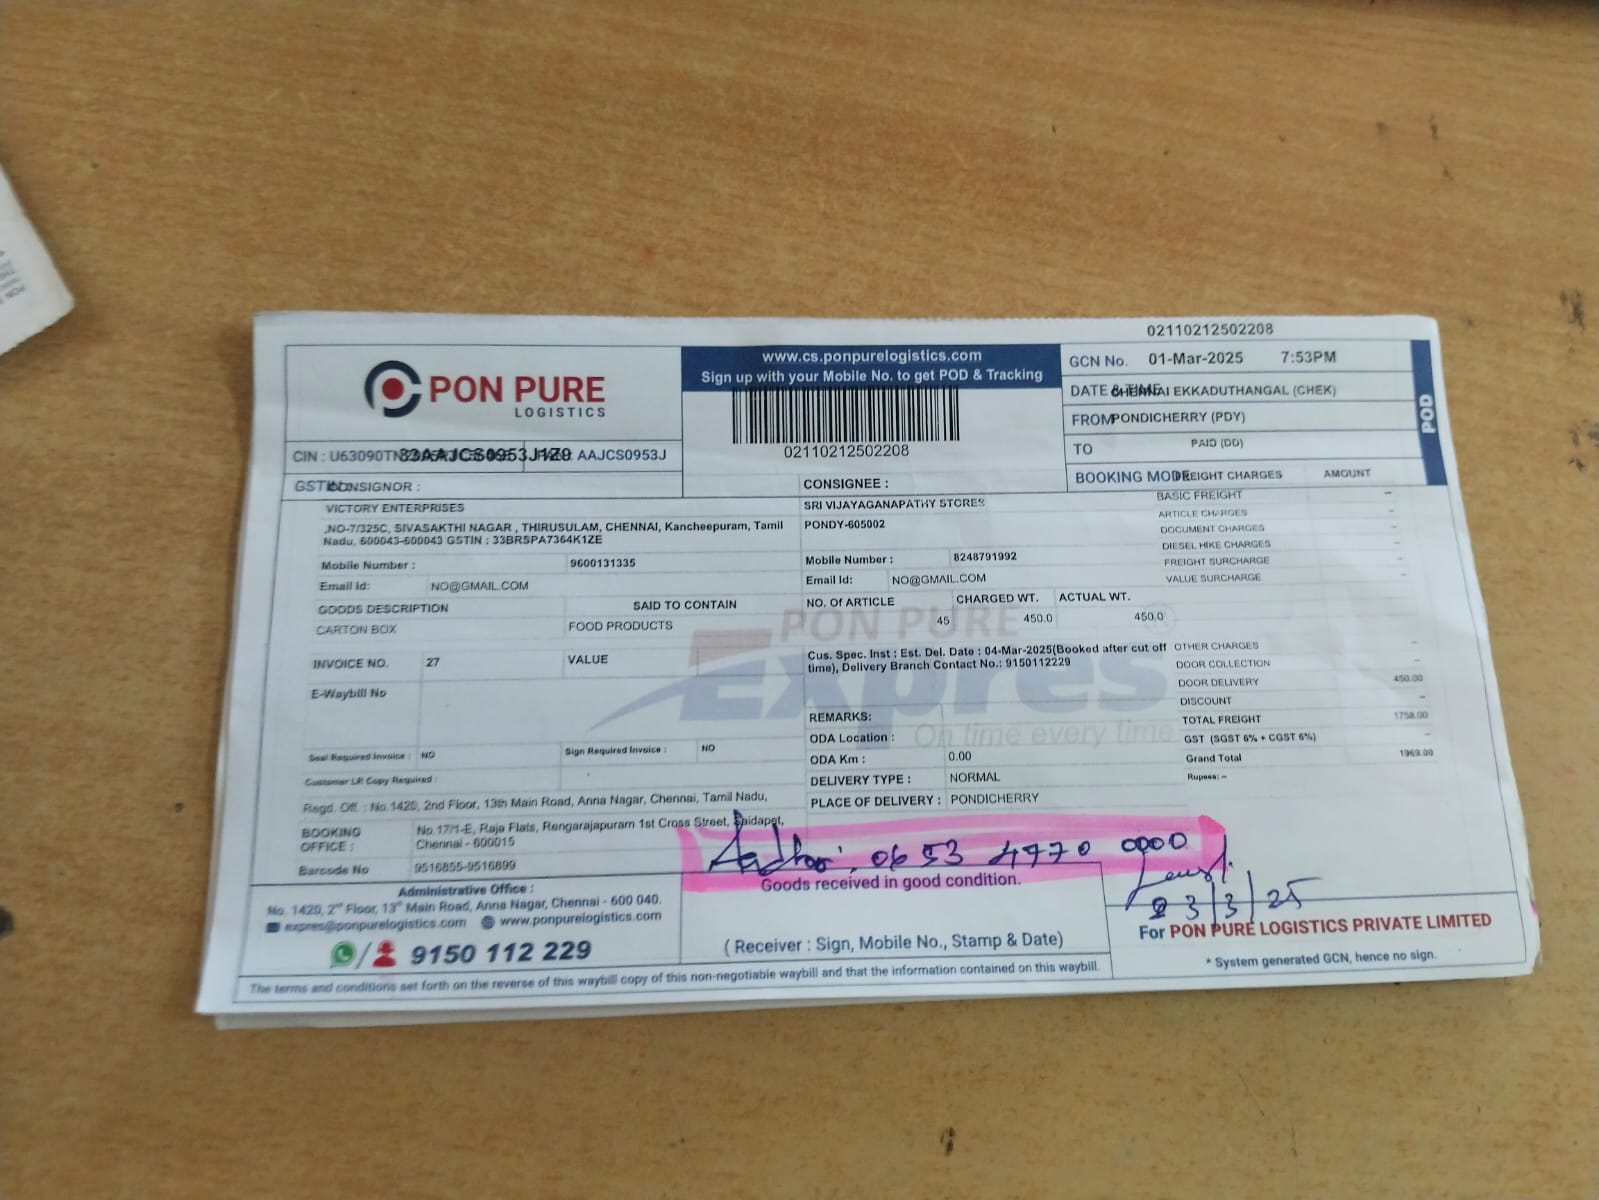 02110212502208
PON PURE
LOGISTICS
www.cs.ponpurelogistics.com
Sign up with your Mobile No. to get POD & Tracking
02110212502208
GCN No. 01-Mar-2025 7:53PM
DATE & TIME CHENNAI EKKADUTHANGAL (CHEK)
FROM PONDICHERRY (PDY)
TO PAID (DD)
BOOKING MODE
POD
CIN : U63090TN 33AAJCS0953J1Z9 AAJCS0953J
GSTIN
CONSIGNOR :
VICTORY ENTERPRISES
,NO-7/325C, SIVASAKTHI NAGAR , THIRUSULAM, CHENNAI, Kancheepuram, Tamil
Nadu, 600043-600043 GSTIN : 33BRSPA7364K1ZE
Mobile Number : 9600131335
Email Id: NO@GMAIL.COM
GOODS DESCRIPTION SAID TO CONTAIN
CARTON BOX FOOD PRODUCTS
INVOICE NO. 27 VALUE
E-Waybill No
Seal Required Invoice : NO Sign Required Invoice : NO
Customer LR Copy Required :
Regd. Off. : No.1420, 2nd Floor, 13th Main Road, Anna Nagar, Chennai, Tamil Nadu,
BOOKING OFFICE : No.17/1-E, Raja Flats, Rengarajapuram 1st Cross Street, Saidapet,
Chennai - 600015
Barcode No 9516855-9516899
CONSIGNEE :
SRI VIJAYAGANAPATHY STORES
PONDY-605002
Mobile Number : 8248791992
Email Id: NO@GMAIL.COM
NO. Of ARTICLE CHARGED WT. ACTUAL WT.
45 450.0 450.0
PON PURE
Expres
On time every time
Cus. Spec. Inst : Est. Del. Date : 04-Mar-2025(Booked after cut off
time), Delivery Branch Contact No.: 9150112229
REMARKS:
ODA Location :
ODA Km : 0.00
DELIVERY TYPE : NORMAL
PLACE OF DELIVERY : PONDICHERRY
FREIGHT CHARGES AMOUNT
BASIC FREIGHT –
ARTICLE CHARGES –
DOCUMENT CHARGES –
DIESEL HIKE CHARGES –
FREIGHT SURCHARGE –
VALUE SURCHARGE –
OTHER CHARGES –
DOOR COLLECTION –
DOOR DELIVERY 450.00
DISCOUNT –
TOTAL FREIGHT 1758.00
GST (SGST 6% + CGST 6%) –
Grand Total 1969.00
Rupees: –
0653 4970 0000
Goods received in good condition.
( Receiver : Sign, Mobile No., Stamp & Date)
3/3/25
For PON PURE LOGISTICS PRIVATE LIMITED
* System generated GCN, hence no sign.
Administrative Office :
No. 1420, 2nd Floor, 13th Main Road, Anna Nagar, Chennai - 600 040.
expres@ponpurelogistics.com www.ponpurelogistics.com
9150 112 229
The terms and conditions set forth on the reverse of this waybill copy of this non-negotiable waybill and that the information contained on this waybill.